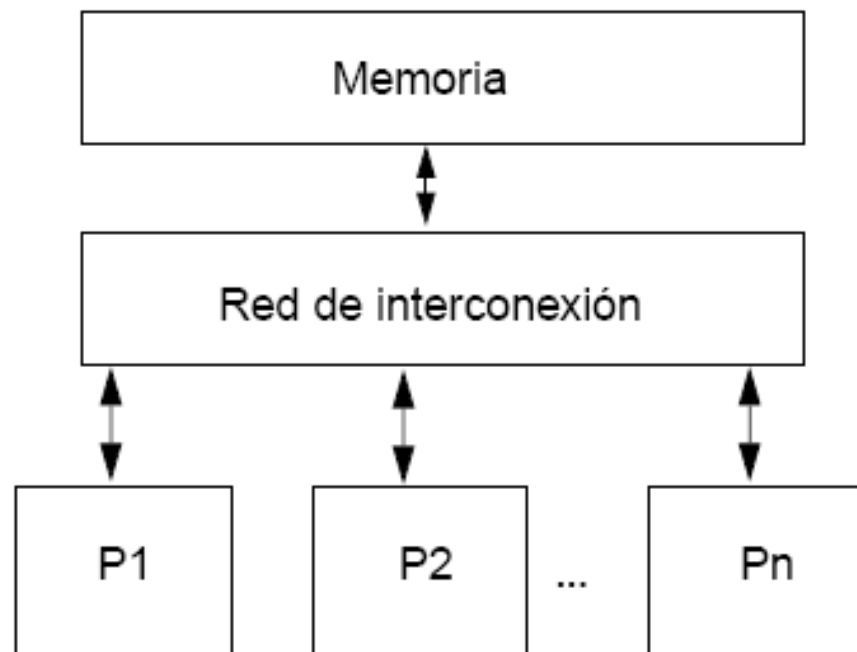 Memoria
Red de interconexión
P1 P2 ... Pn